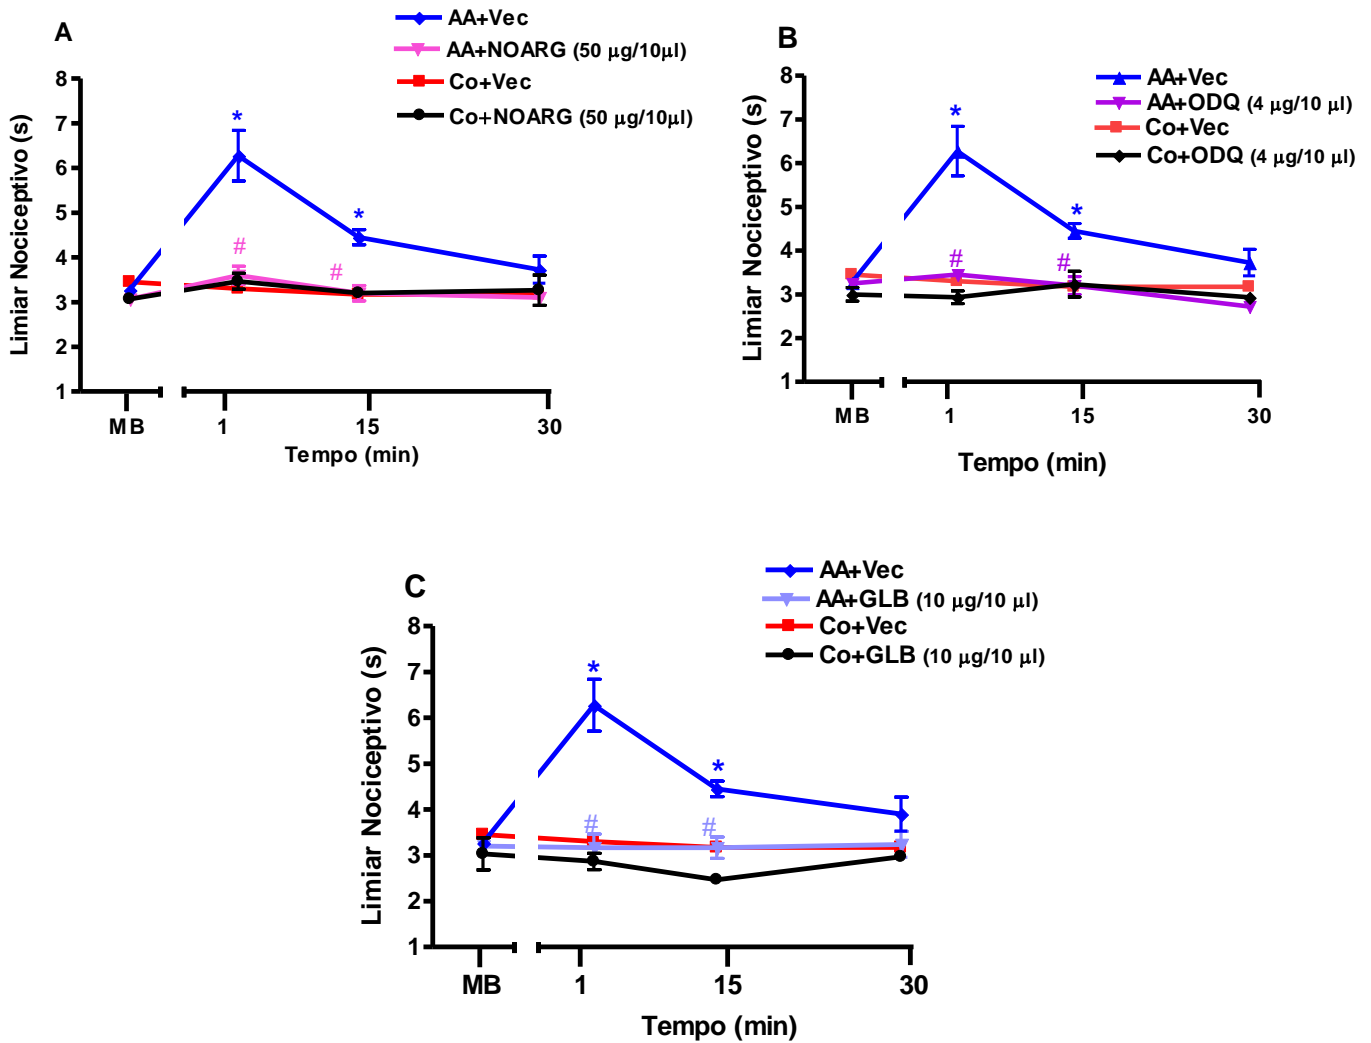 A
AA+Vec
AA+NOARG (50 µg/10µl)
Co+Vec
Co+NOARG (50 µg/10µl)
Limiar Nociceptivo (s)
8
7
6
5
4
3
2
1
*
*
#
#
MB
1
15
30
Tempo (min)
B
AA+Vec
AA+ODQ (4 µg/10 µl)
Co+Vec
Co+ODQ (4 µg/10 µl)
Limiar Nociceptivo (s)
8
7
6
5
4
3
2
1
*
*
#
#
MB
1
15
30
Tempo (min)
C
AA+Vec
AA+GLB (10 µg/10 µl)
Co+Vec
Co+GLB (10 µg/10 µl)
Limiar Nociceptivo (s)
8
7
6
5
4
3
2
1
*
*
#
#
MB
1
15
30
Tempo (min)